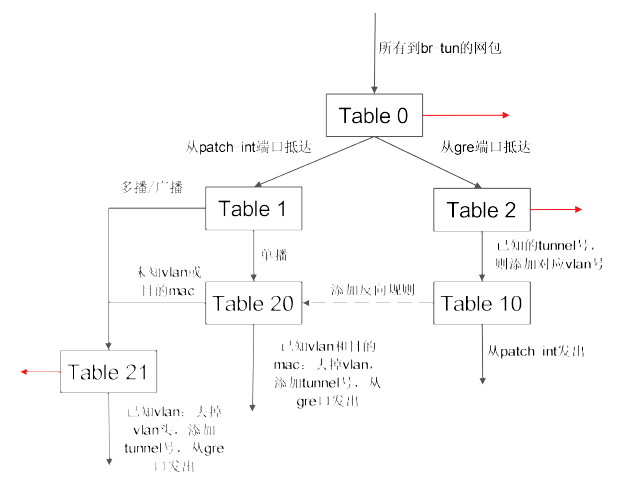 所有到br-tun的网包
Table 0
从patch-int端口抵达
从gre端口抵达
多播/广播
Table 1
Table 2
单播
已知的tunnel号，
则添加对应vlan号
未知vlan或
目的mac
添加反向规则
Table 20
Table 10
已知vlan和目的
mac：去掉vlan，
添加tunnel号，从
gre口发出
从patch-int发出
Table 21
已知vlan：去掉
vlan头，添加
tunnel号，从gre
口发出